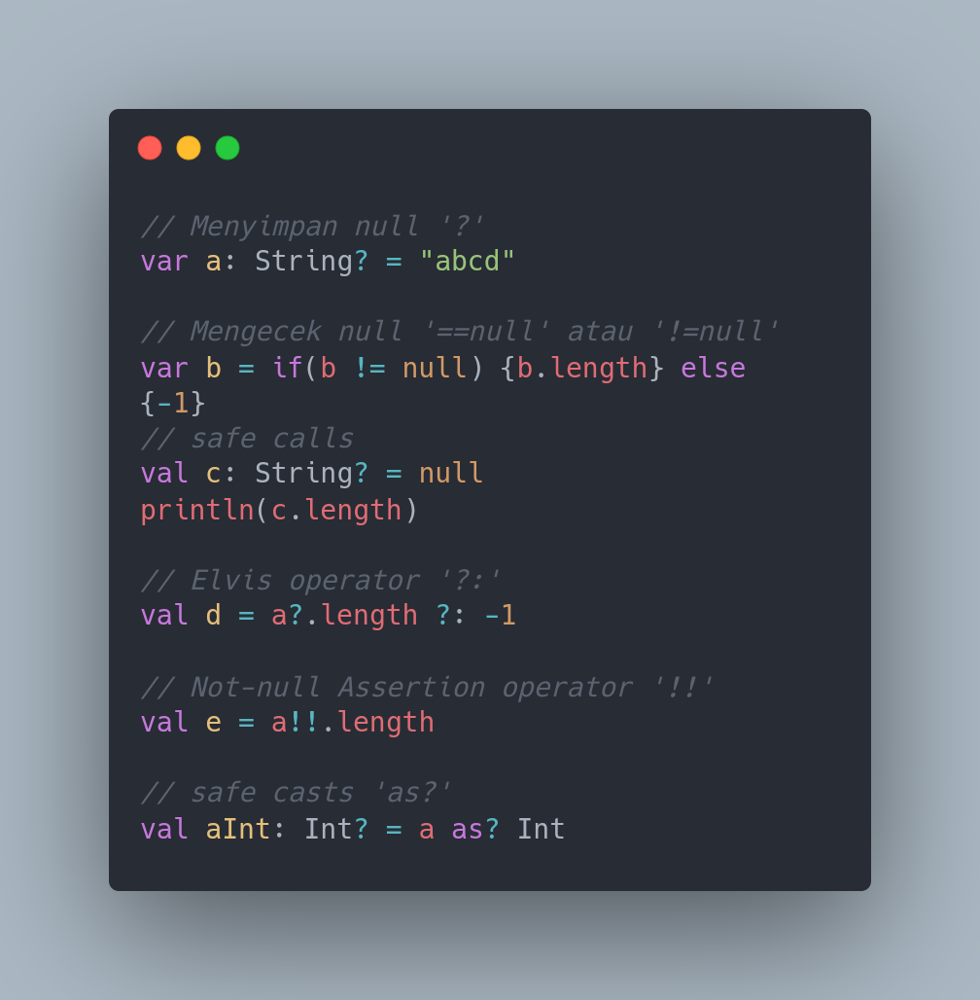 // Menyimpan null '?'
var a: String? = "abcd"
// Mengecek null '==null' atau '!=null'
var b = if(b != null) {b.length} else
{-1}
// safe calls
val c: String? = null
println(c.length)
// Elvis operator '?:'
val d = a?.length ?: -1
// Not-null Assertion operator '!!'
val e = a!!.length
// safe casts 'as?'
val aInt: Int? = a as? Int